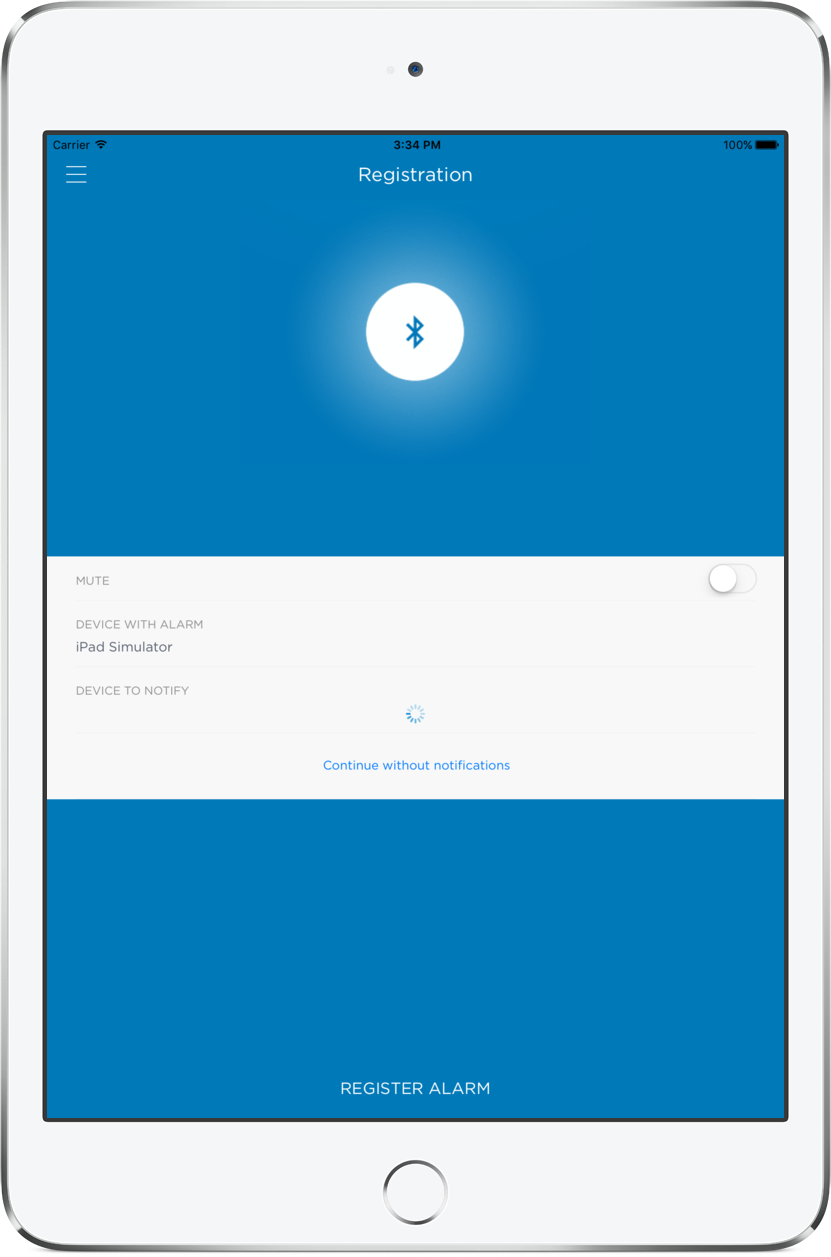 Carrier 3:34 PM 100%
Registration
MUTE
DEVICE WITH ALARM
iPad Simulator
DEVICE TO NOTIFY
Continue without notifications
REGISTER ALARM